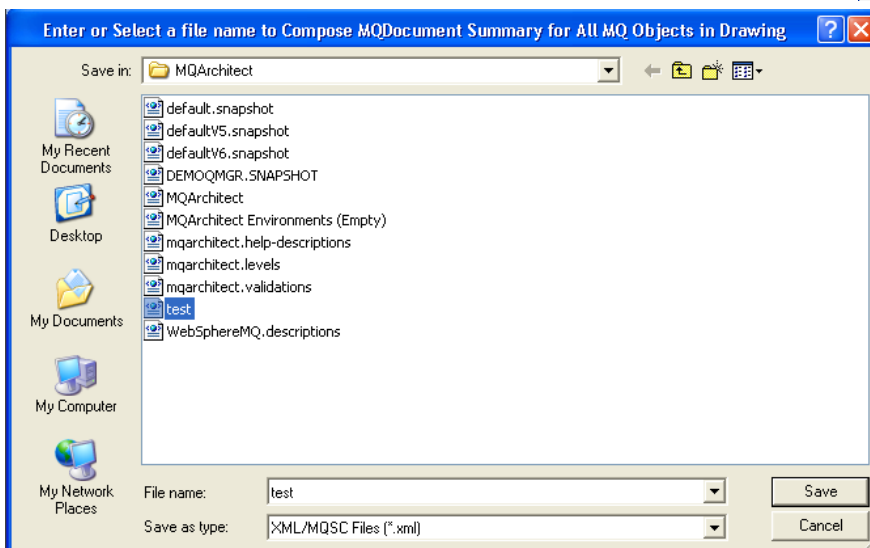 Enter or Select a file name to Compose MQDocument Summary for All MQ Objects in Drawing
Save in:
MQArchitect
My Recent
Documents
Desktop
My Documents
My Computer
My Network
Places
default.snapshot
defaultV5.snapshot
defaultV6.snapshot
DEMOQMGR.SNAPSHOT
MQArchitect
MQArchitect Environments (Empty)
mqarchitect.help-descriptions
mqarchitect.levels
mqarchitect.validations
test
WebSphereMQ.descriptions
File name:
test
Save
Save as type:
XML/MQSC Files (*.xml)
Cancel